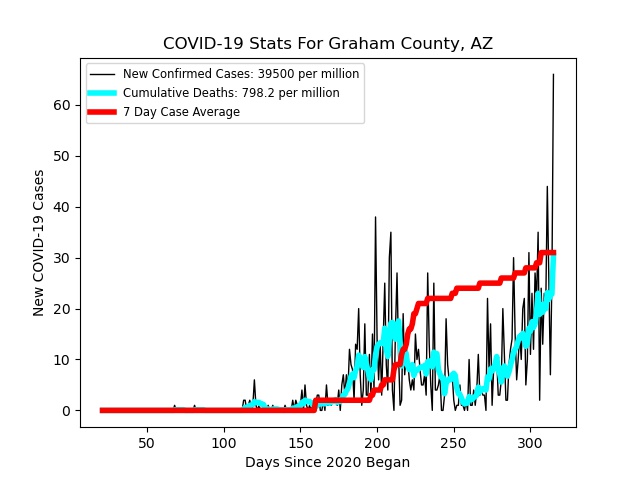 COVID-19 Stats For Graham County, AZ
New Confirmed Cases: 39500 per million
Cumulative Deaths: 798.2 per million
7 Day Case Average
New COVID-19 Cases
60
50
40
30
20
10
0
50 100 150 200 250 300
Days Since 2020 Began